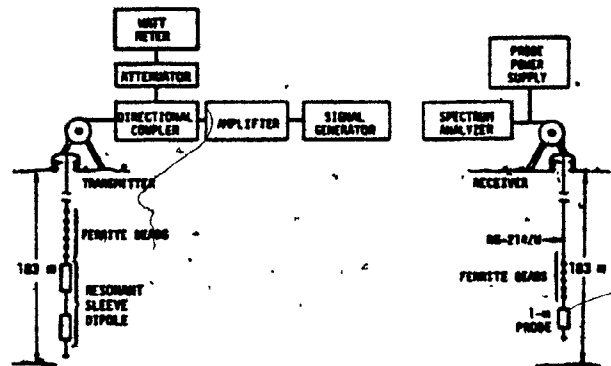 WATT
METER
ATTENUATOR
DIRECTIONAL
COUPLER
AMPLIFIER
SIGNAL
GENERATOR
TRANSMITTER
FERRITE BEADS
183 m
RESONANT
SLEEVE
DIPOLE
PROBE
POWER
SUPPLY
SPECTRUM
ANALYZER
RECEIVER
RG-214/U
FERRITE BEADS
183 m
1-m
PROBE